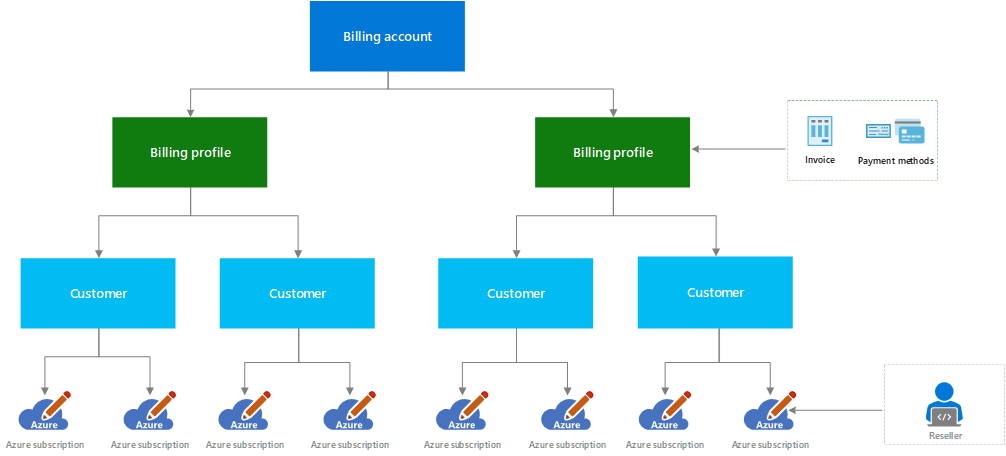 Billing account
Billing profile
Billing profile
Invoice
Payment methods
Customer
Customer
Customer
Customer
Azure
Azure
Azure
Azure
Azure
Azure
Azure
Azure
Azure subscription
Azure subscription
Azure subscription
Azure subscription
Azure subscription
Azure subscription
Azure subscription
Azure subscription
</>
Reseller